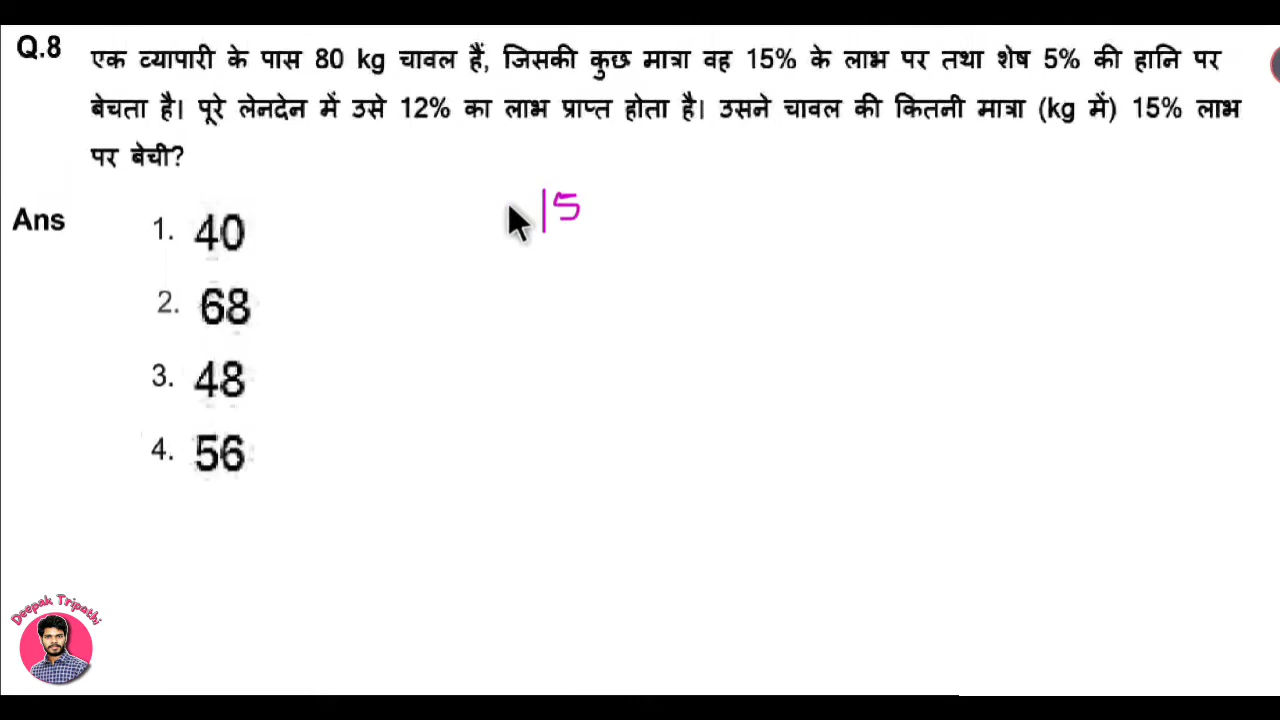 Q.8 एक व्यापारी के पास 80 kg चावल हैं, जिसकी कुछ मात्रा वह 15% के लाभ पर तथा शेष 5% की हानि पर
बेचता है। पूरे लेनदेन में उसे 12% का लाभ प्राप्त होता है। उसने चावल की कितनी मात्रा (kg में) 15% लाभ
पर बेची?
Ans 1. 40
15
2. 68
3. 48
4. 56
Deepak Tripathi